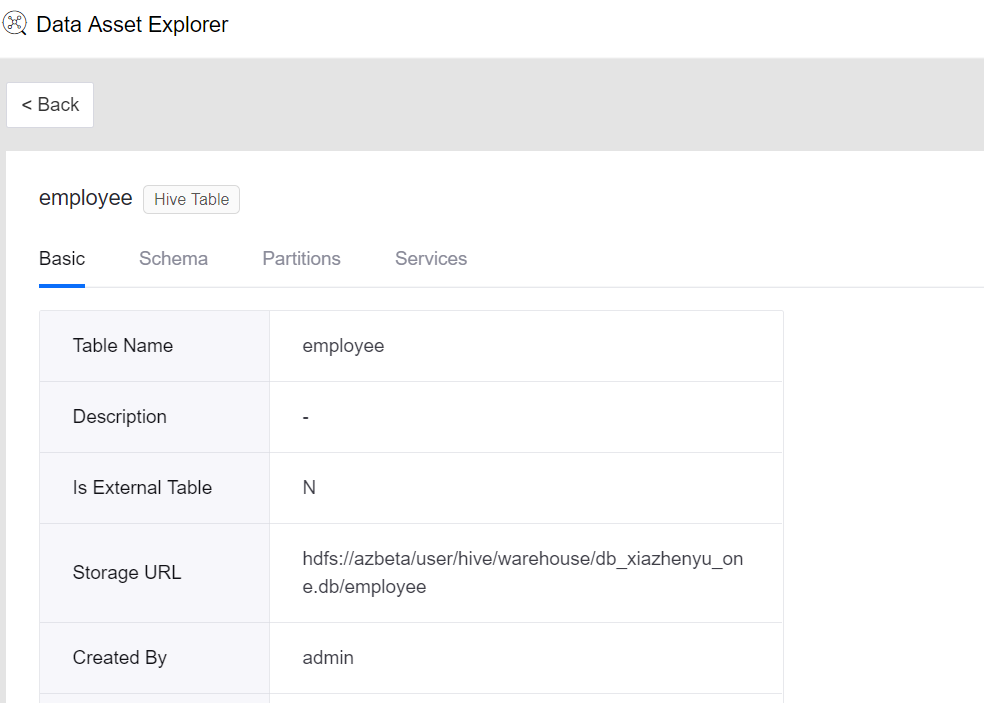 Data Asset Explorer
< Back
employee Hive Table
Basic Schema Partitions Services
Table Name employee
Description -
Is External Table N
Storage URL hdfs://azbeta/user/hive/warehouse/db_xiazhenyu_on
e.db/employee
Created By admin